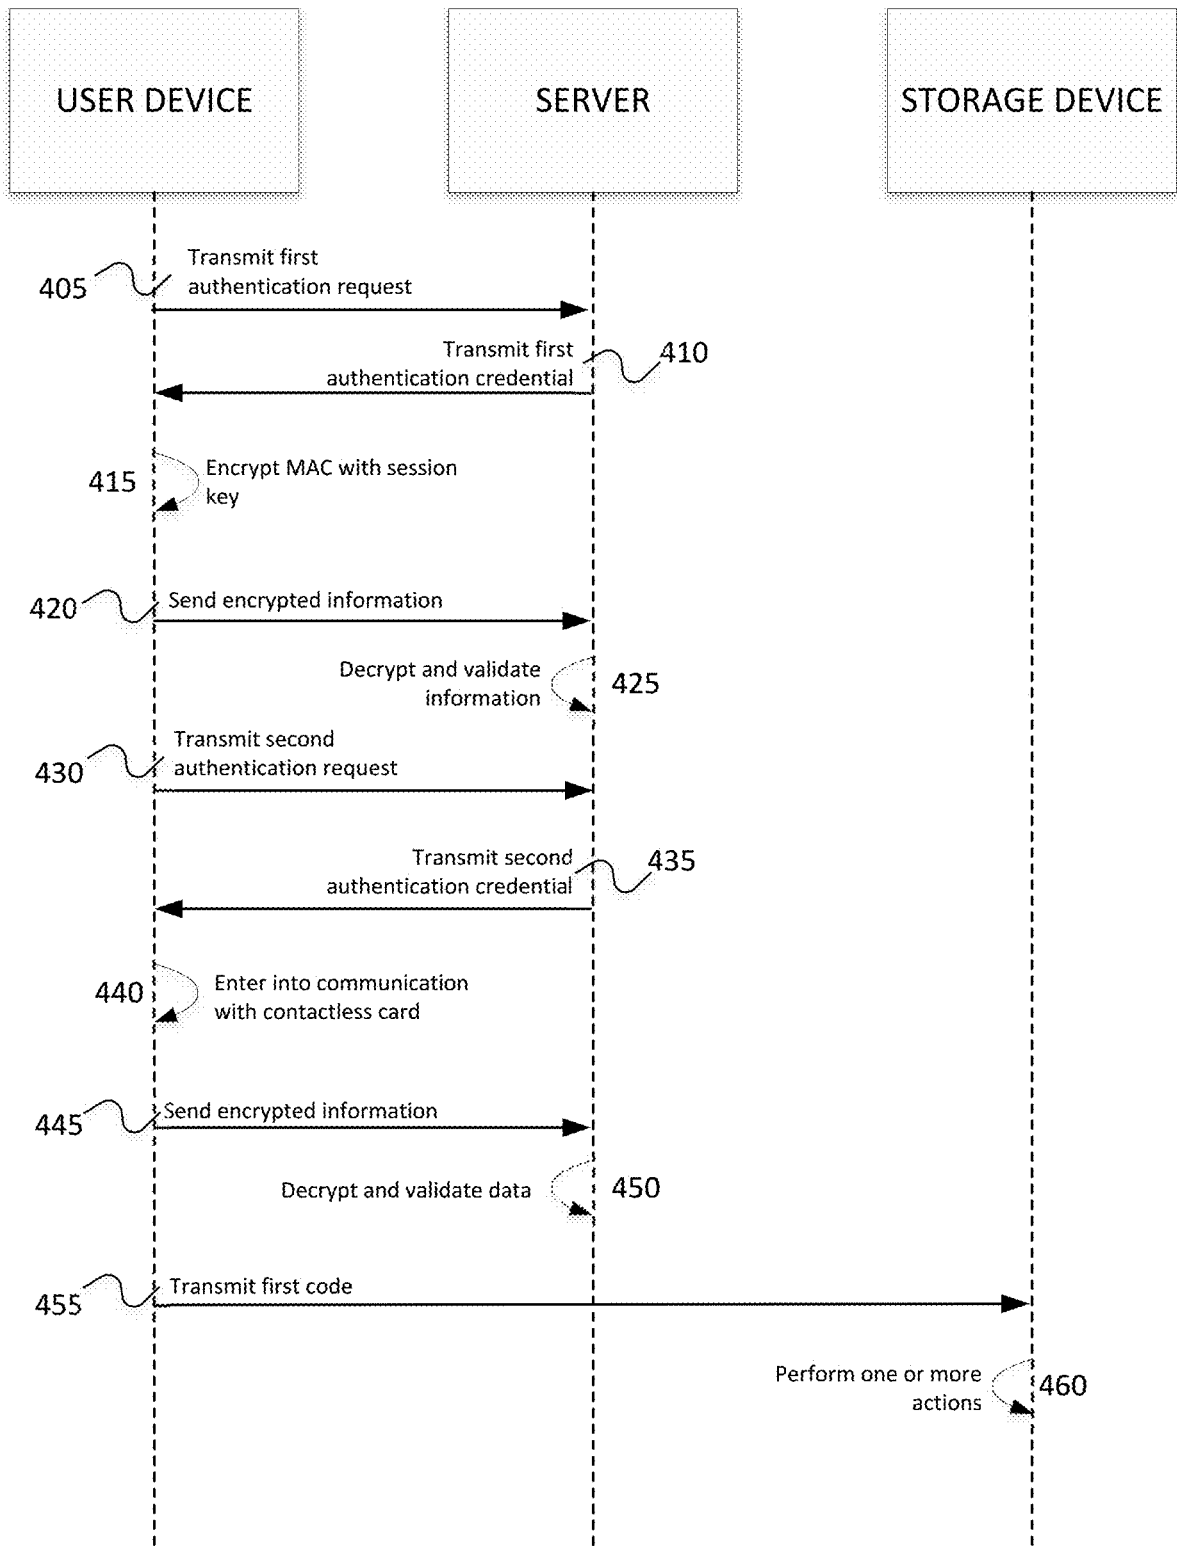 USER DEVICE
SERVER
STORAGE DEVICE
Transmit first
authentication request
405
Transmit first
authentication credential
410
415
Encrypt MAC with session
key
420
Send encrypted information
Decrypt and validate
information
425
Transmit second
authentication request
430
Transmit second
authentication credential
435
440
Enter into communication
with contactless card
445
Send encrypted information
Decrypt and validate data
450
455
Transmit first code
Perform one or more
actions
460